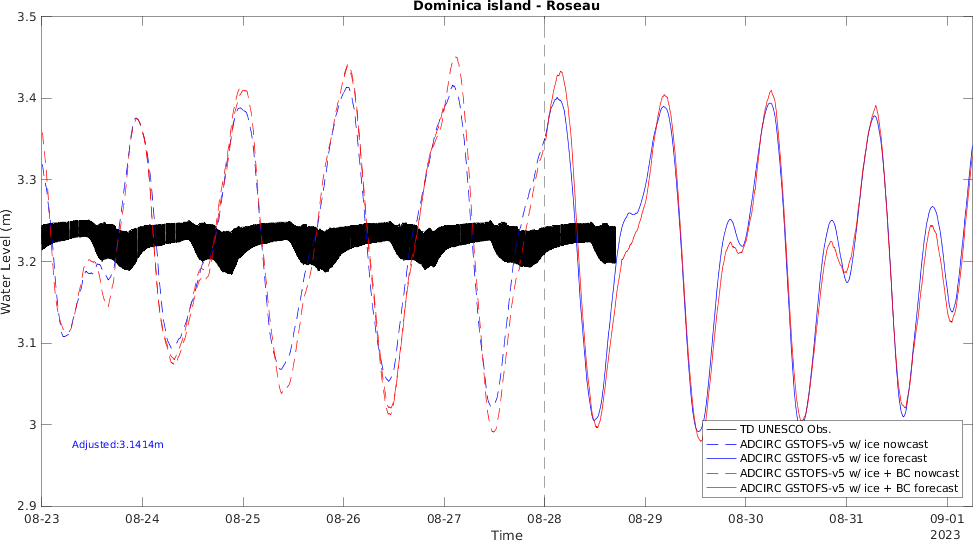 Dominica island - Roseau
3.5
3.4
3.3
3.2
3.1
3
2.9
Water Level (m)
Adjusted:3.1414m
TD UNESCO Obs.
ADCIRC GSTOFS-v5 w/ ice nowcast
ADCIRC GSTOFS-v5 w/ ice forecast
ADCIRC GSTOFS-v5 w/ ice + BC nowcast
ADCIRC GSTOFS-v5 w/ ice + BC forecast
08-23 08-24 08-25 08-26 08-27 08-28 08-29 08-30 08-31 09-01
2023
Time